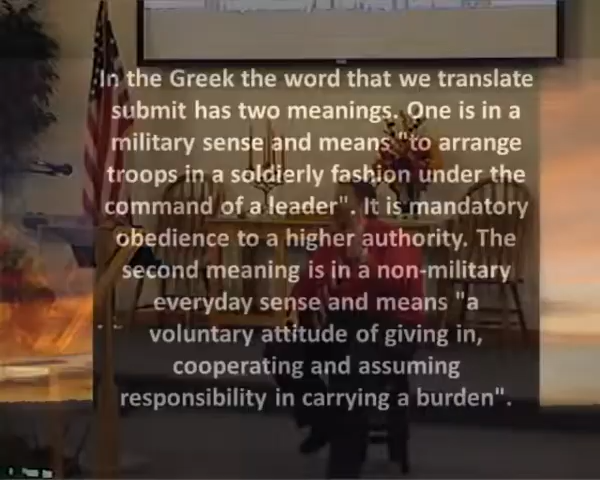 In the Greek the word that we translate
submit has two meanings. One is in a
military sense and means "to arrange
troops in a soldierly fashion under the
command of a leader". It is mandatory
obedience to a higher authority. The
second meaning is in a non-military
everyday sense and means "a
voluntary attitude of giving in,
cooperating and assuming
responsibility in carrying a burden".